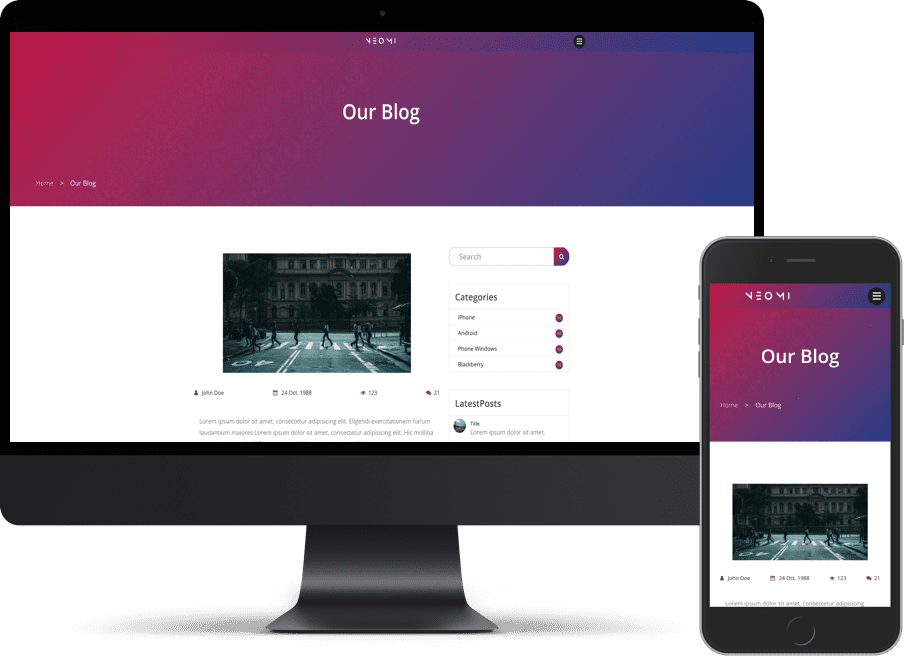 NEOMI
Our Blog
Home > Our Blog
Search
Categories
iPhone
Android
Phone Windows
Blackberry
John Doe 24 Oct, 1988 123 21
LatestPosts
Title
Lorem ipsum dolor sit amet,
Lorem ipsum dolor sit amet, consectetur adipisicing elit. Eligendi exercitationem harum
laudantium maiores Lorem ipsum dolor sit amet, consectetur adipisicing elit. Hic mollitia
NEOMI
Our Blog
Home > Our Blog
John Doe 24 Oct, 1988 123 21
Lorem ipsum dolor sit amet, consectetur adipisicing